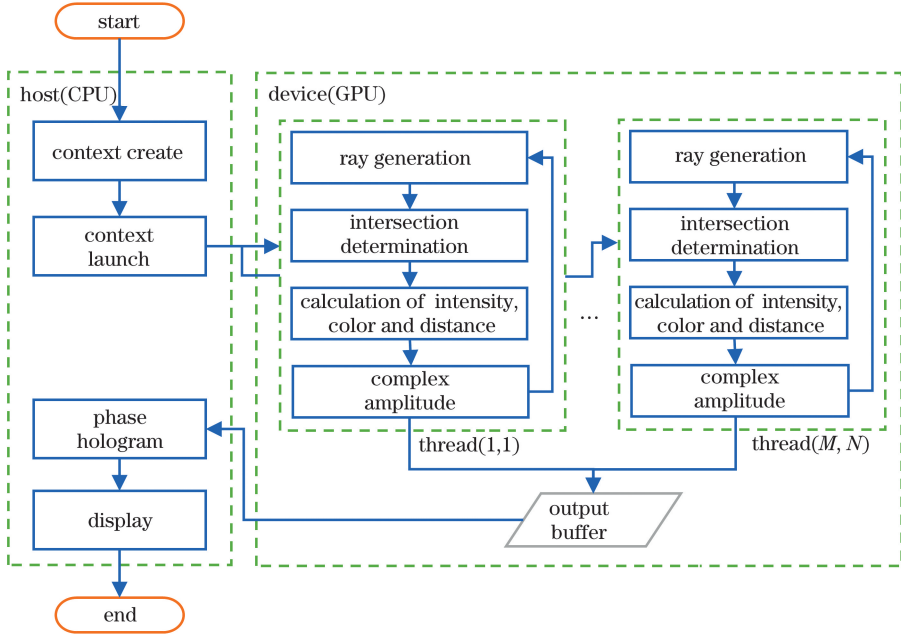 start
host(CPU)
context create
context
launch
phase
hologram
display
end
device(GPU)
ray generation
intersection
determination
calculation of intensity,
color and distance
complex
amplitude
thread(1,1)
...
ray generation
intersection
determination
calculation of intensity,
color and distance
complex
amplitude
thread(M, N)
output
buffer